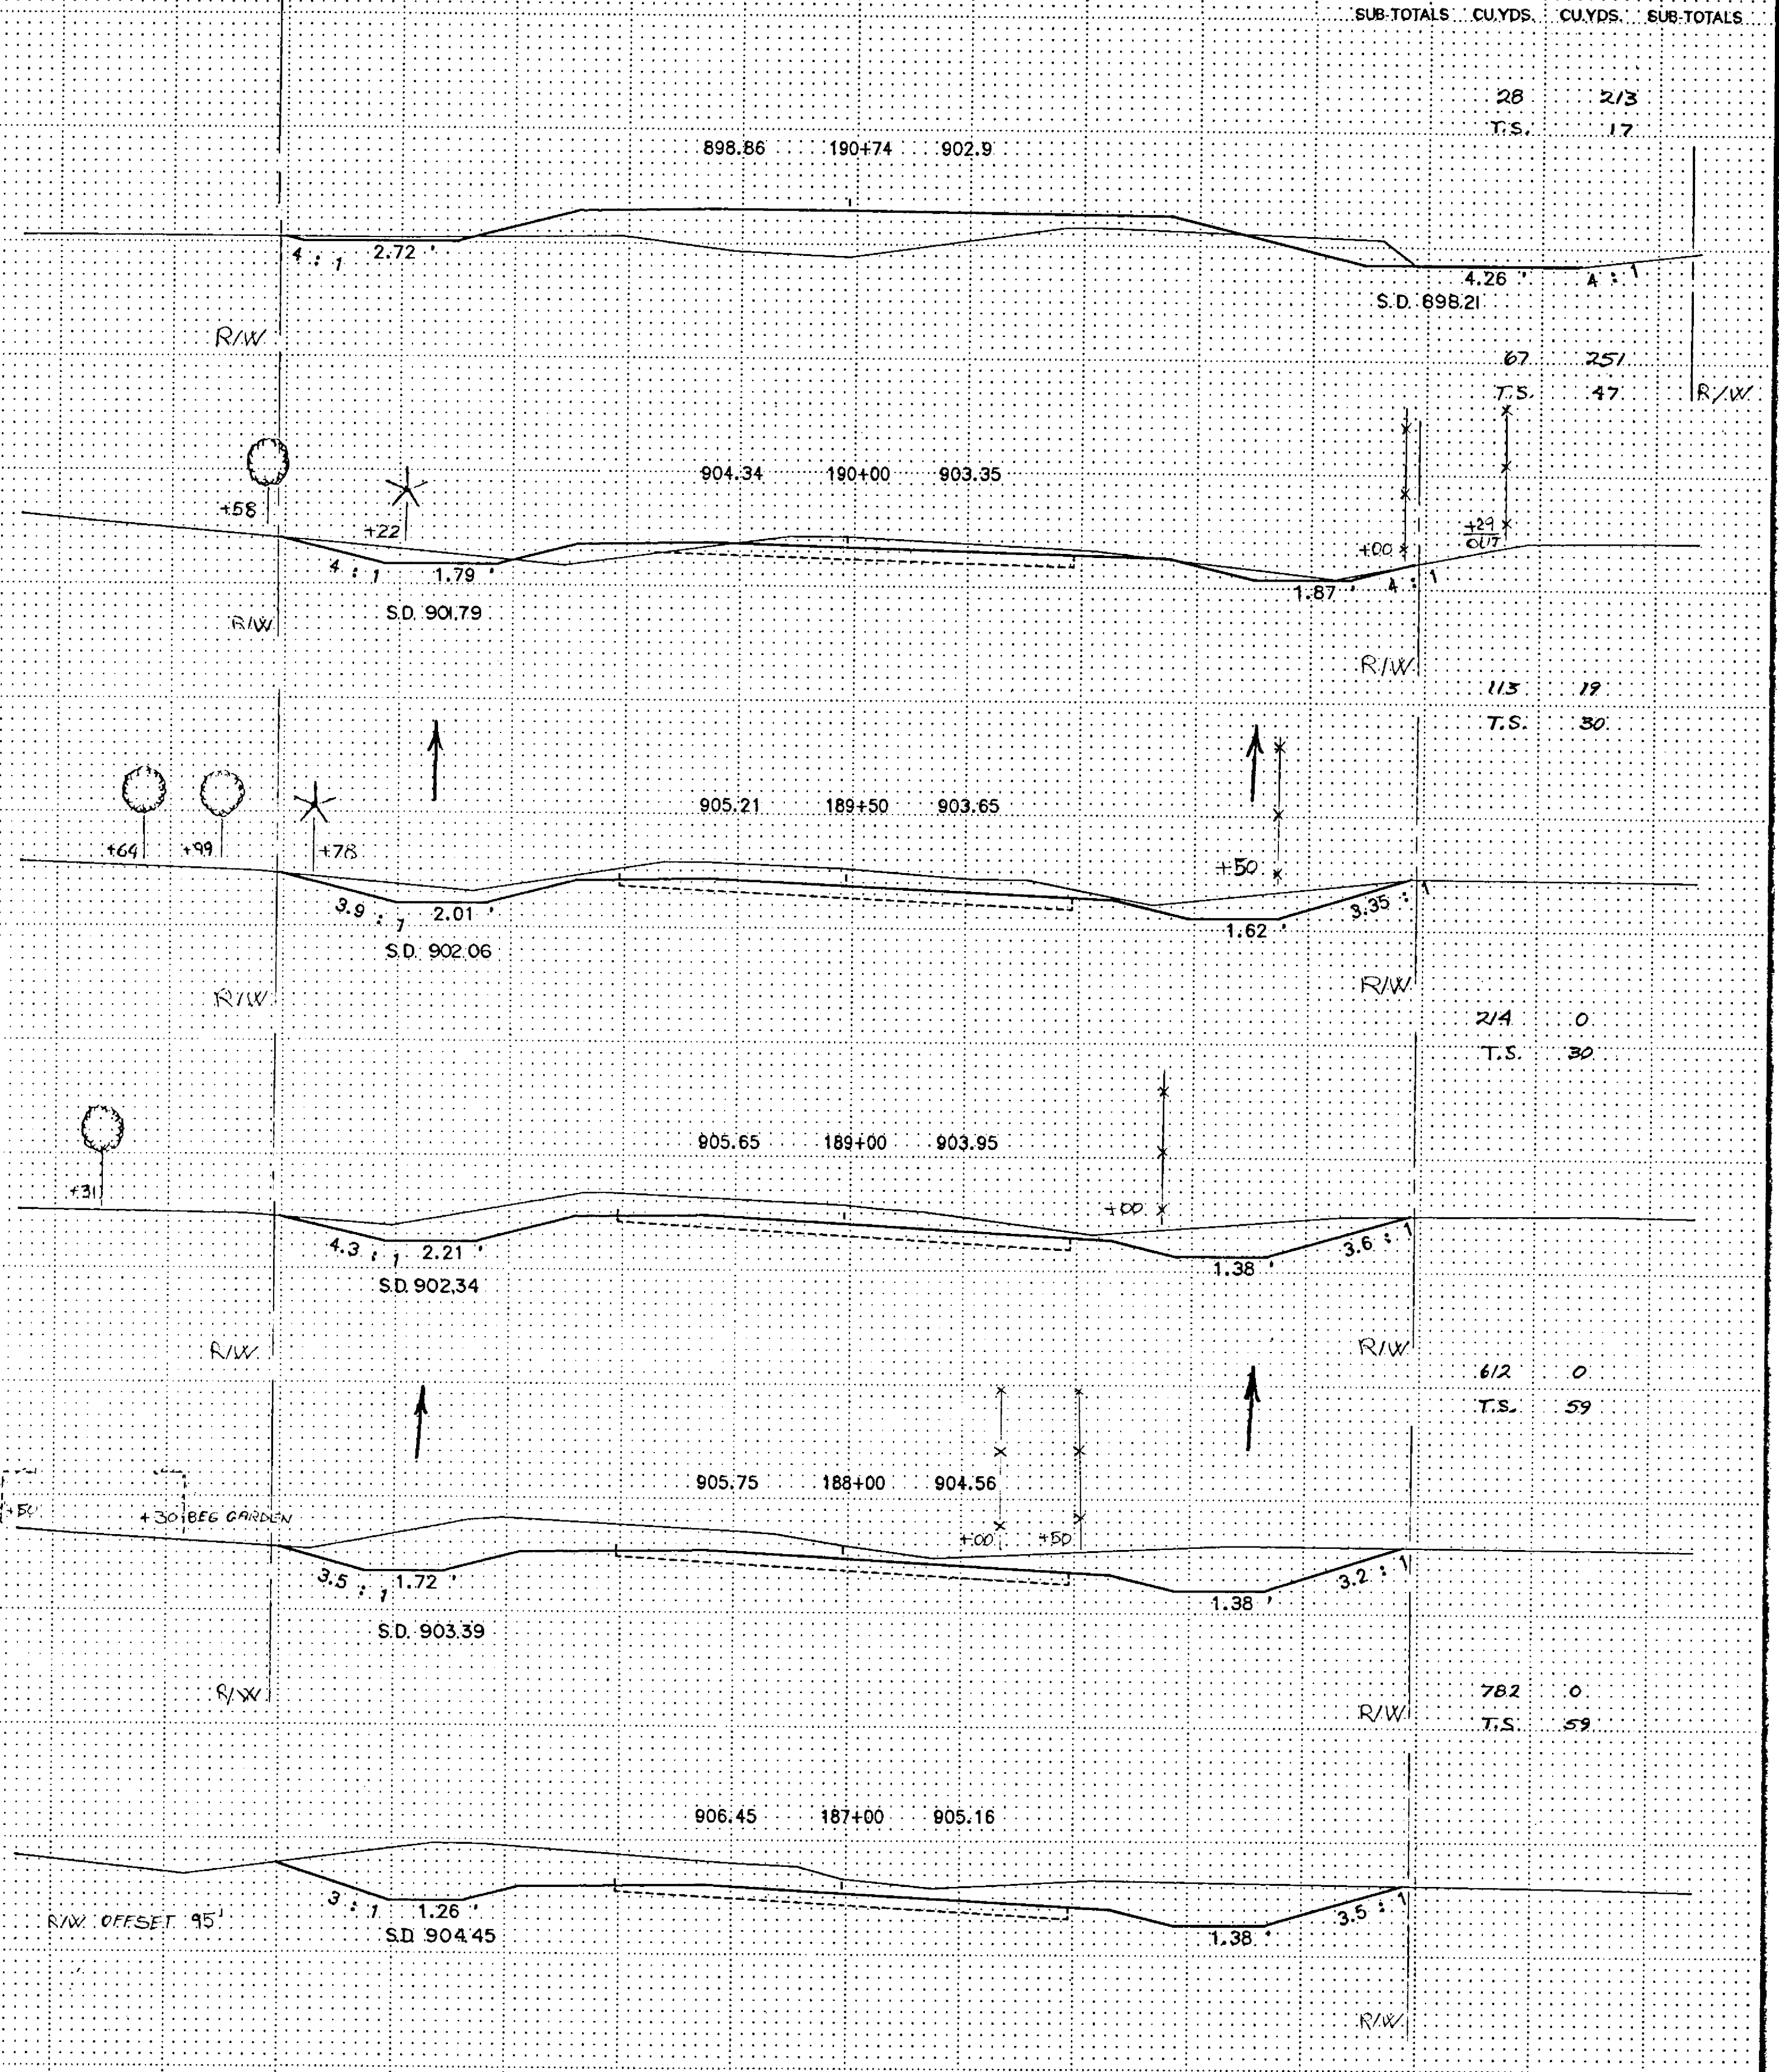 SUB-TOTALS CU.YDS. CU.YDS. SUB-TOTALS
28 213
T.S. 17
898.86 190+74 902.9
4 : 1 2.72 '
4.26 ' 4 : 1
S.D. 898.21
R/W
67 251
T.S. 47
R/W
904.34 190+00 903.35
+58
+22
+29
OUT
+00
4 : 1 1.79 '
1.87 ' 4 : 1
S.D. 901.79
R/W
R/W
113 19
T.S. 30
905.21 189+50 903.65
+64 +99 +78
+50
3.9 : 1 2.01 '
1.62 ' 3.35 : 1
S.D. 902.06
R/W
R/W
214 0
T.S. 30
905.65 189+00 903.95
+31
+00
4.3 : 1 2.21 '
1.38 ' 3.6 : 1
S.D. 902.34
R/W
R/W
612 0
T.S. 59
905.75 188+00 904.56
+50 +30 BEG GARDEN
+00 +50
3.5 : 1 1.72 '
1.38 ' 3.2 : 1
S.D. 903.39
R/W
R/W
782 0
T.S. 59
906.45 187+00 905.16
3 : 1 1.26 '
1.38 ' 3.5 : 1
R/W OFFSET 95'
S.D. 904.45
R/W